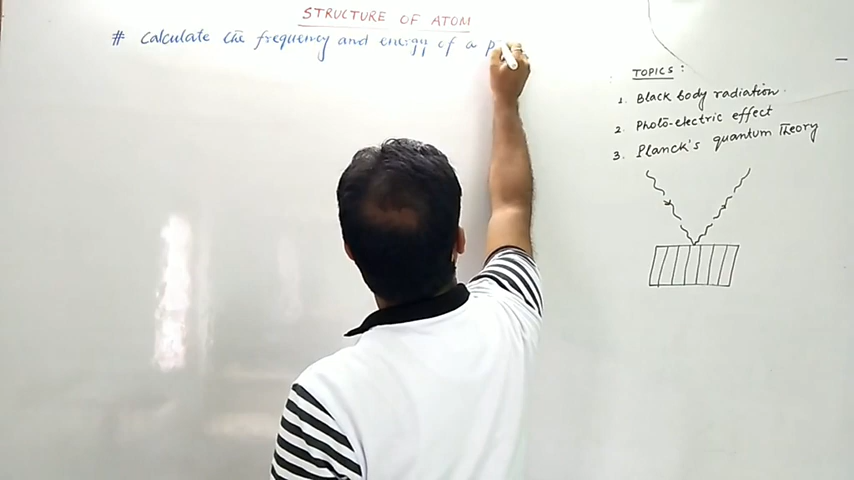 STRUCTURE OF ATOM
# Calculate the frequency and energy of a p
TOPICS :
1. Black body radiation.
2. Photo-electric effect
3. Planck's quantum Theory